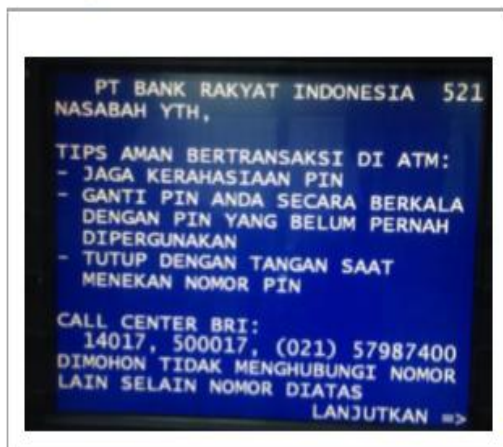 PT BANK RAKYAT INDONESIA 521
NASABAH YTH,
TIPS AMAN BERTRANSAKSI DI ATM:
- JAGA KERAHASIAAN PIN
- GANTI PIN ANDA SECARA BERKALA
DENGAN PIN YANG BELUM PERNAH
DIPERGUNAKAN
- TUTUP DENGAN TANGAN SAAT
MENEKAN NOMOR PIN
CALL CENTER BRI:
14017, 500017, (021) 57987400
DIMOHON TIDAK MENGHUBUNGI NOMOR
LAIN SELAIN NOMOR DIATAS
LANJUTKAN =>